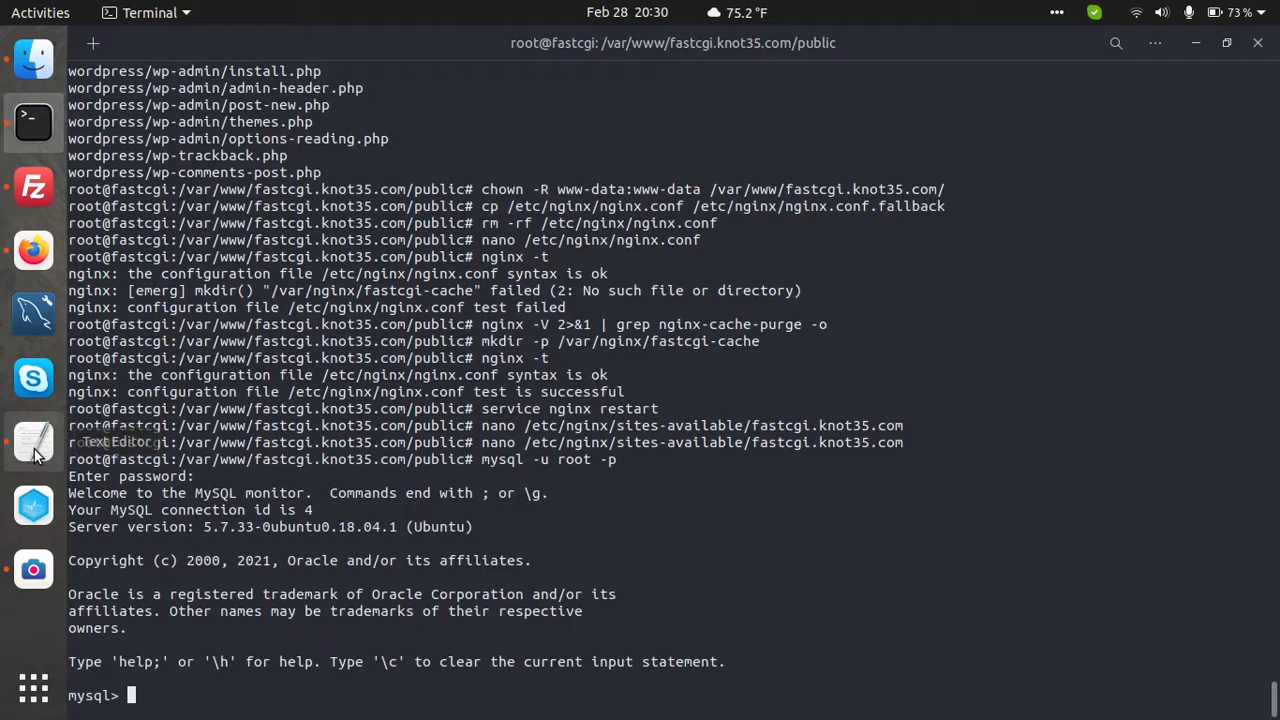 Activities Terminal Feb 28 20:30 75.2 °F 73 %
root@fastcgi: /var/www/fastcgi.knot35.com/public
wordpress/wp-admin/install.php
wordpress/wp-admin/admin-header.php
wordpress/wp-admin/post-new.php
wordpress/wp-admin/themes.php
wordpress/wp-admin/options-reading.php
wordpress/wp-trackback.php
wordpress/wp-comments-post.php
root@fastcgi:/var/www/fastcgi.knot35.com/public# chown -R www-data:www-data /var/www/fastcgi.knot35.com/
root@fastcgi:/var/www/fastcgi.knot35.com/public# cp /etc/nginx/nginx.conf /etc/nginx/nginx.conf.fallback
root@fastcgi:/var/www/fastcgi.knot35.com/public# rm -rf /etc/nginx/nginx.conf
root@fastcgi:/var/www/fastcgi.knot35.com/public# nano /etc/nginx/nginx.conf
root@fastcgi:/var/www/fastcgi.knot35.com/public# nginx -t
nginx: the configuration file /etc/nginx/nginx.conf syntax is ok
nginx: [emerg] mkdir() "/var/nginx/fastcgi-cache" failed (2: No such file or directory)
nginx: configuration file /etc/nginx/nginx.conf test failed
root@fastcgi:/var/www/fastcgi.knot35.com/public# nginx -V 2>&1 | grep nginx-cache-purge -o
root@fastcgi:/var/www/fastcgi.knot35.com/public# mkdir -p /var/nginx/fastcgi-cache
root@fastcgi:/var/www/fastcgi.knot35.com/public# nginx -t
nginx: the configuration file /etc/nginx/nginx.conf syntax is ok
nginx: configuration file /etc/nginx/nginx.conf test is successful
root@fastcgi:/var/www/fastcgi.knot35.com/public# service nginx restart
root@fastcgi:/var/www/fastcgi.knot35.com/public# nano /etc/nginx/sites-available/fastcgi.knot35.com
Text Editor
root@fastcgi:/var/www/fastcgi.knot35.com/public# nano /etc/nginx/sites-available/fastcgi.knot35.com
root@fastcgi:/var/www/fastcgi.knot35.com/public# mysql -u root -p
Enter password:
Welcome to the MySQL monitor.  Commands end with ; or \g.
Your MySQL connection id is 4
Server version: 5.7.33-0ubuntu0.18.04.1 (Ubuntu)
Copyright (c) 2000, 2021, Oracle and/or its affiliates.
Oracle is a registered trademark of Oracle Corporation and/or its
affiliates. Other names may be trademarks of their respective
owners.
Type 'help;' or '\h' for help. Type '\c' to clear the current input statement.
mysql>